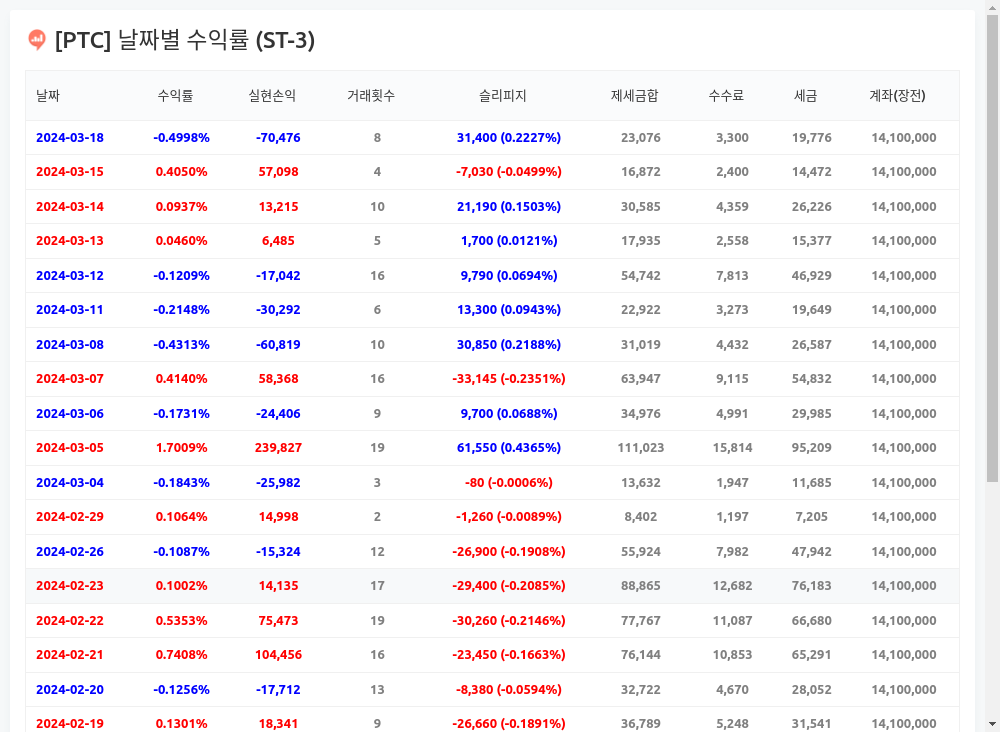 [PTC] 날짜별 수익률 (ST-3)
날짜 수익률 실현손익 거래횟수 슬리피지 제세금합 수수료 세금 계좌(장전)
2024-03-18 -0.4998% -70,476 8 31,400 (0.2227%) 23,076 3,300 19,776 14,100,000
2024-03-15 0.4050% 57,098 4 -7,030 (-0.0499%) 16,872 2,400 14,472 14,100,000
2024-03-14 0.0937% 13,215 10 21,190 (0.1503%) 30,585 4,359 26,226 14,100,000
2024-03-13 0.0460% 6,485 5 1,700 (0.0121%) 17,935 2,558 15,377 14,100,000
2024-03-12 -0.1209% -17,042 16 9,790 (0.0694%) 54,742 7,813 46,929 14,100,000
2024-03-11 -0.2148% -30,292 6 13,300 (0.0943%) 22,922 3,273 19,649 14,100,000
2024-03-08 -0.4313% -60,819 10 30,850 (0.2188%) 31,019 4,432 26,587 14,100,000
2024-03-07 0.4140% 58,368 16 -33,145 (-0.2351%) 63,947 9,115 54,832 14,100,000
2024-03-06 -0.1731% -24,406 9 9,700 (0.0688%) 34,976 4,991 29,985 14,100,000
2024-03-05 1.7009% 239,827 19 61,550 (0.4365%) 111,023 15,814 95,209 14,100,000
2024-03-04 -0.1843% -25,982 3 -80 (-0.0006%) 13,632 1,947 11,685 14,100,000
2024-02-29 0.1064% 14,998 2 -1,260 (-0.0089%) 8,402 1,197 7,205 14,100,000
2024-02-26 -0.1087% -15,324 12 -26,900 (-0.1908%) 55,924 7,982 47,942 14,100,000
2024-02-23 0.1002% 14,135 17 -29,400 (-0.2085%) 88,865 12,682 76,183 14,100,000
2024-02-22 0.5353% 75,473 19 -30,260 (-0.2146%) 77,767 11,087 66,680 14,100,000
2024-02-21 0.7408% 104,456 16 -23,450 (-0.1663%) 76,144 10,853 65,291 14,100,000
2024-02-20 -0.1256% -17,712 13 -8,380 (-0.0594%) 32,722 4,670 28,052 14,100,000
2024-02-19 0.1301% 18,341 9 -26,660 (-0.1891%) 36,789 5,248 31,541 14,100,000